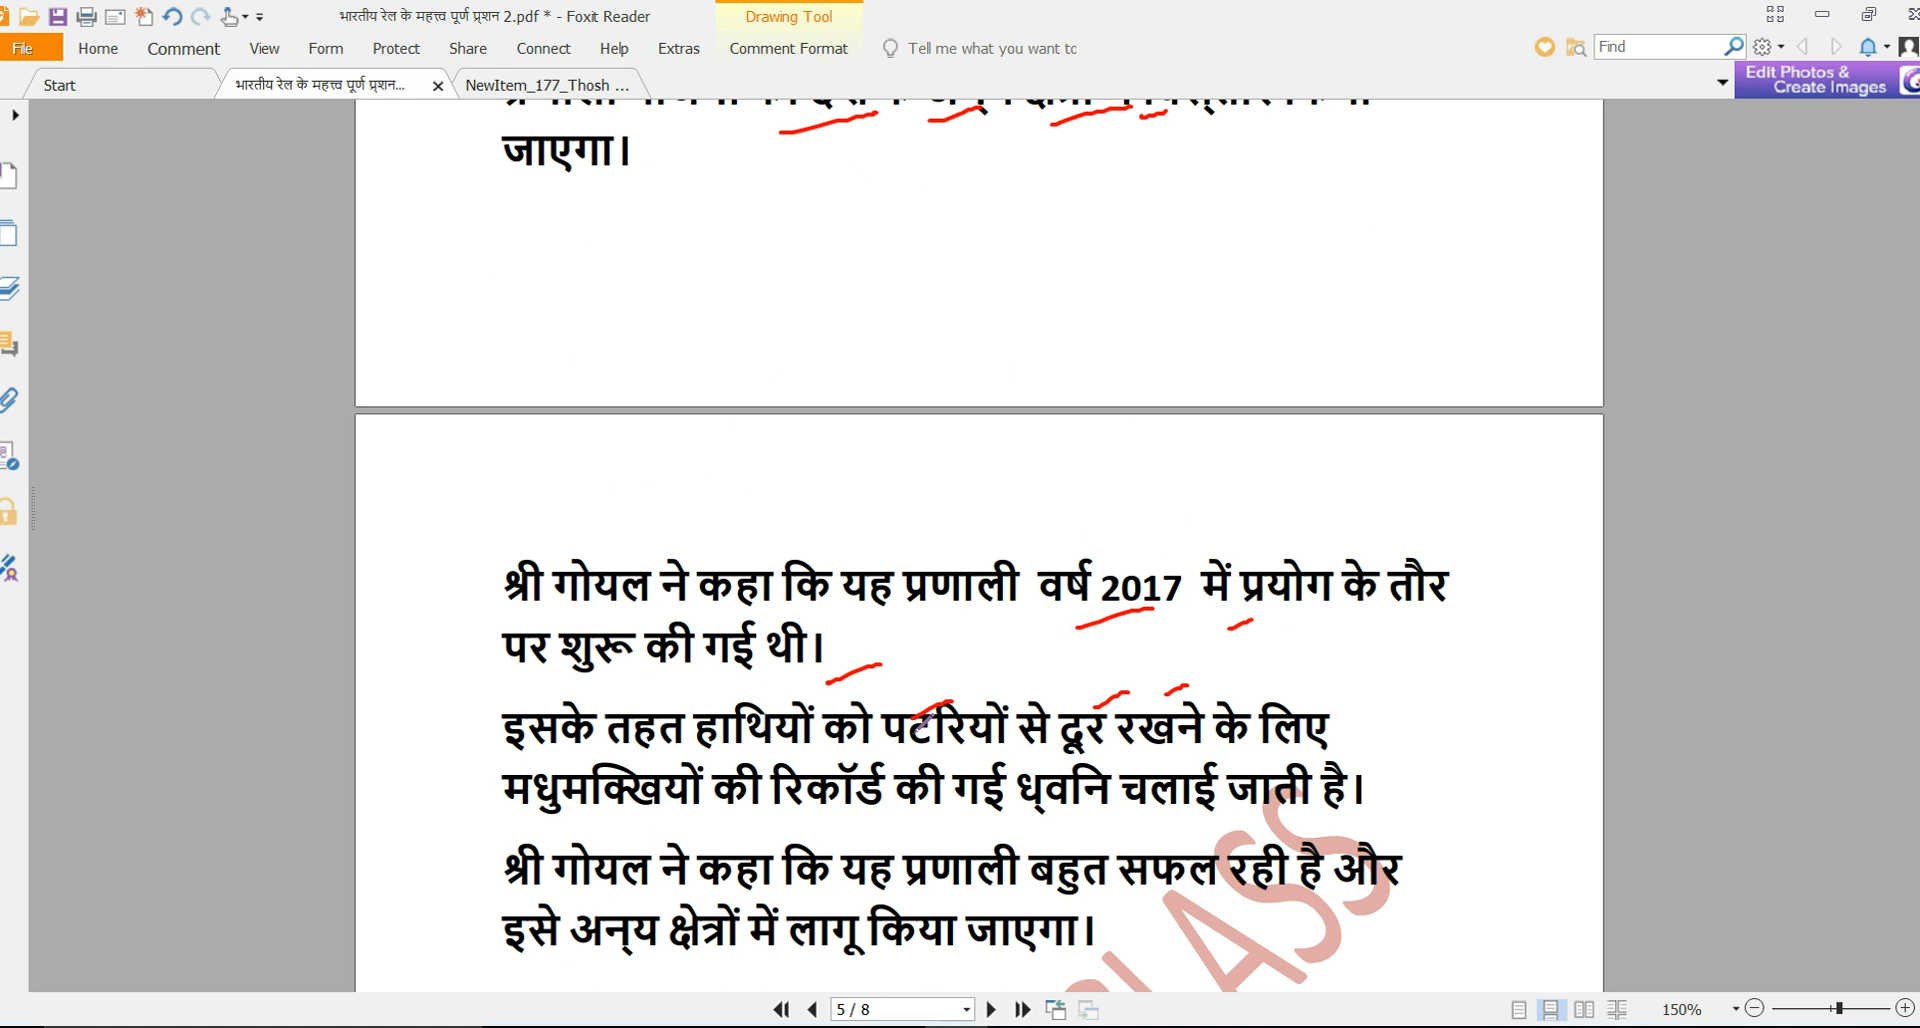 भारतीय रेल के महत्त्व पूर्ण प्रशन 2.pdf * - Foxit Reader
Drawing Tool
File Home Comment View Form Protect Share Connect Help Extras Comment Format Tell me what you want to Find
Start भारतीय रेल के महत्त्व पूर्ण प्रशन... NewItem_177_Thosh ... Edit Photos &
Create Images
जाएगा।
श्री गोयल ने कहा कि यह प्रणाली वर्ष 2017 में प्रयोग के तौर
पर शुरू की गई थी।
इसके तहत हाथियों को पटरियों से दूर रखने के लिए
मधुमक्खियों की रिकॉर्ड की गई ध्वनि चलाई जाती है।
श्री गोयल ने कहा कि यह प्रणाली बहुत सफल रही है और
इसे अन्य क्षेत्रों में लागू किया जाएगा।
LASS
5 / 8 150%